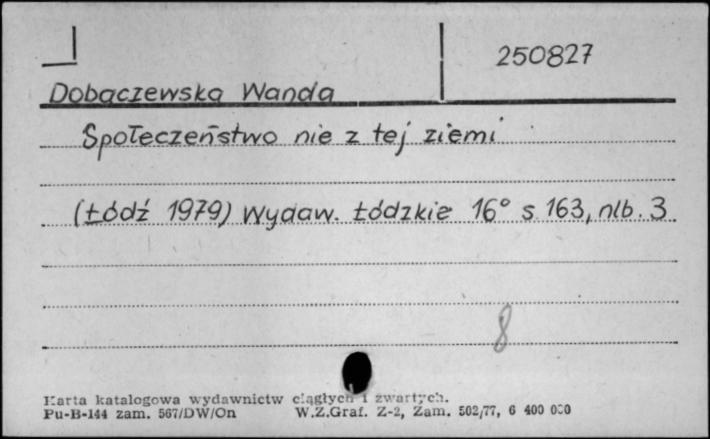 250827
Dobaczewska Wanda
Społeczeństwo nie z tej ziemi
(Łódź 1979) Wydaw. Łódzkie 16° s. 163, nlb. 3
8
Karta katalogowa wydawnictw ciągłych i zwartych.
Pu-B-144 zam. 567/DW/On W.Z.Graf. Z-2, Zam. 502/77, 6 400 000